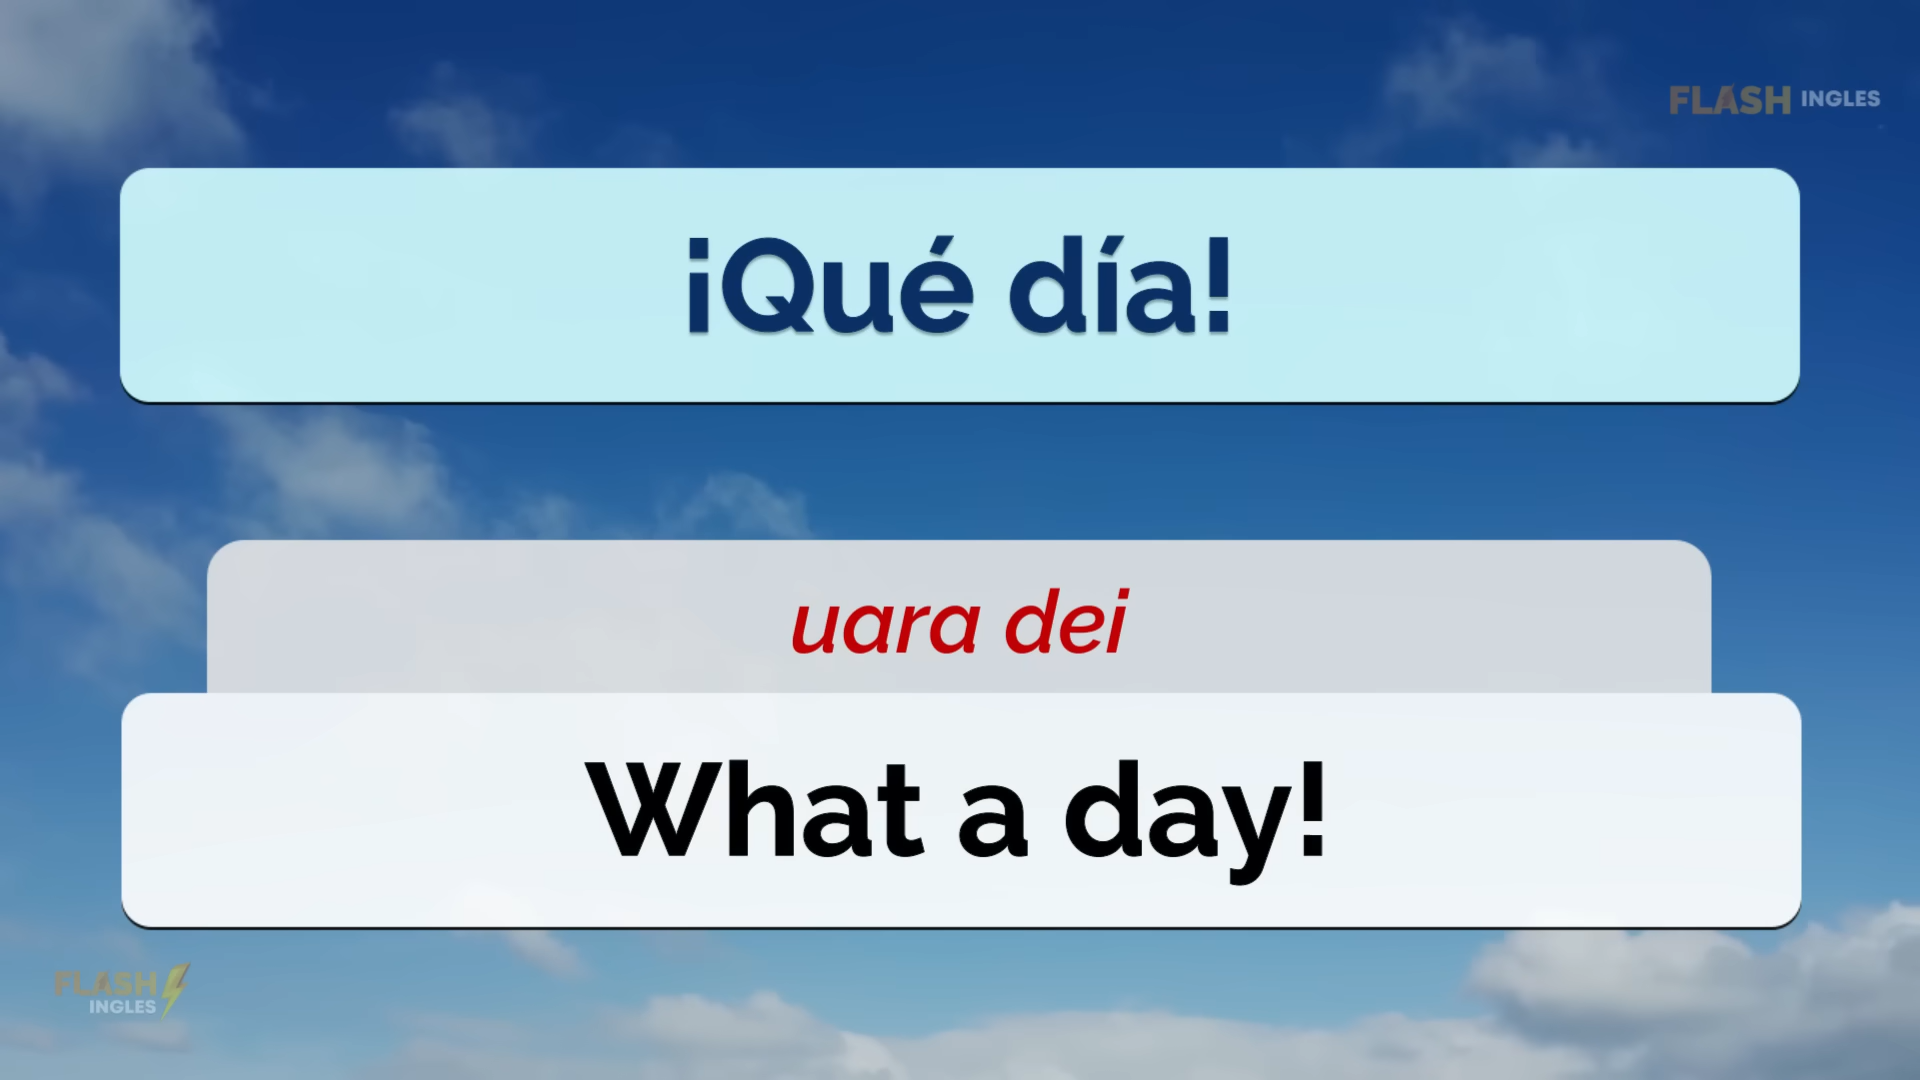 FLASH INGLES
¡Qué día!
uara dei
What a day!
FLASH
INGLES